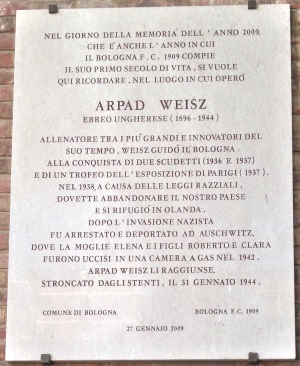 NEL GIORNO DELLA MEMORIA DELL'ANNO 2009,
CHE È ANCHE L'ANNO IN CUI
IL BOLOGNA F.C. 1909 COMPIE
IL SUO PRIMO SECOLO DI VITA, SI VUOLE
QUI RICORDARE, NEL LUOGO IN CUI OPERÒ
ARPAD WEISZ
EBREO UNGHERESE (1896-1944)
ALLENATORE TRA I PIÙ GRANDI E INNOVATORI DEL
SUO TEMPO, WEISZ GUIDÒ IL BOLOGNA
ALLA CONQUISTA DI DUE SCUDETTI (1936 E 1937)
E DI UN TROFEO DELL'ESPOSIZIONE DI PARIGI (1937).
NEL 1938, A CAUSA DELLE LEGGI RAZZIALI,
DOVETTE ABBANDONARE IL NOSTRO PAESE
E SI RIFUGIÒ IN OLANDA.
DOPO L'INVASIONE NAZISTA
FU ARRESTATO E DEPORTATO AD AUSCHWITZ,
DOVE LA MOGLIE ELENA E I FIGLI ROBERTO E CLARA
FURONO UCCISI IN UNA CAMERA A GAS NEL 1942.
ARPAD WEISZ LI RAGGIUNSE,
STRONCATO DAGLI STENTI, IL 31 GENNAIO 1944.
COMUNE DI BOLOGNA
BOLOGNA F.C. 1909
27 GENNAIO 2009